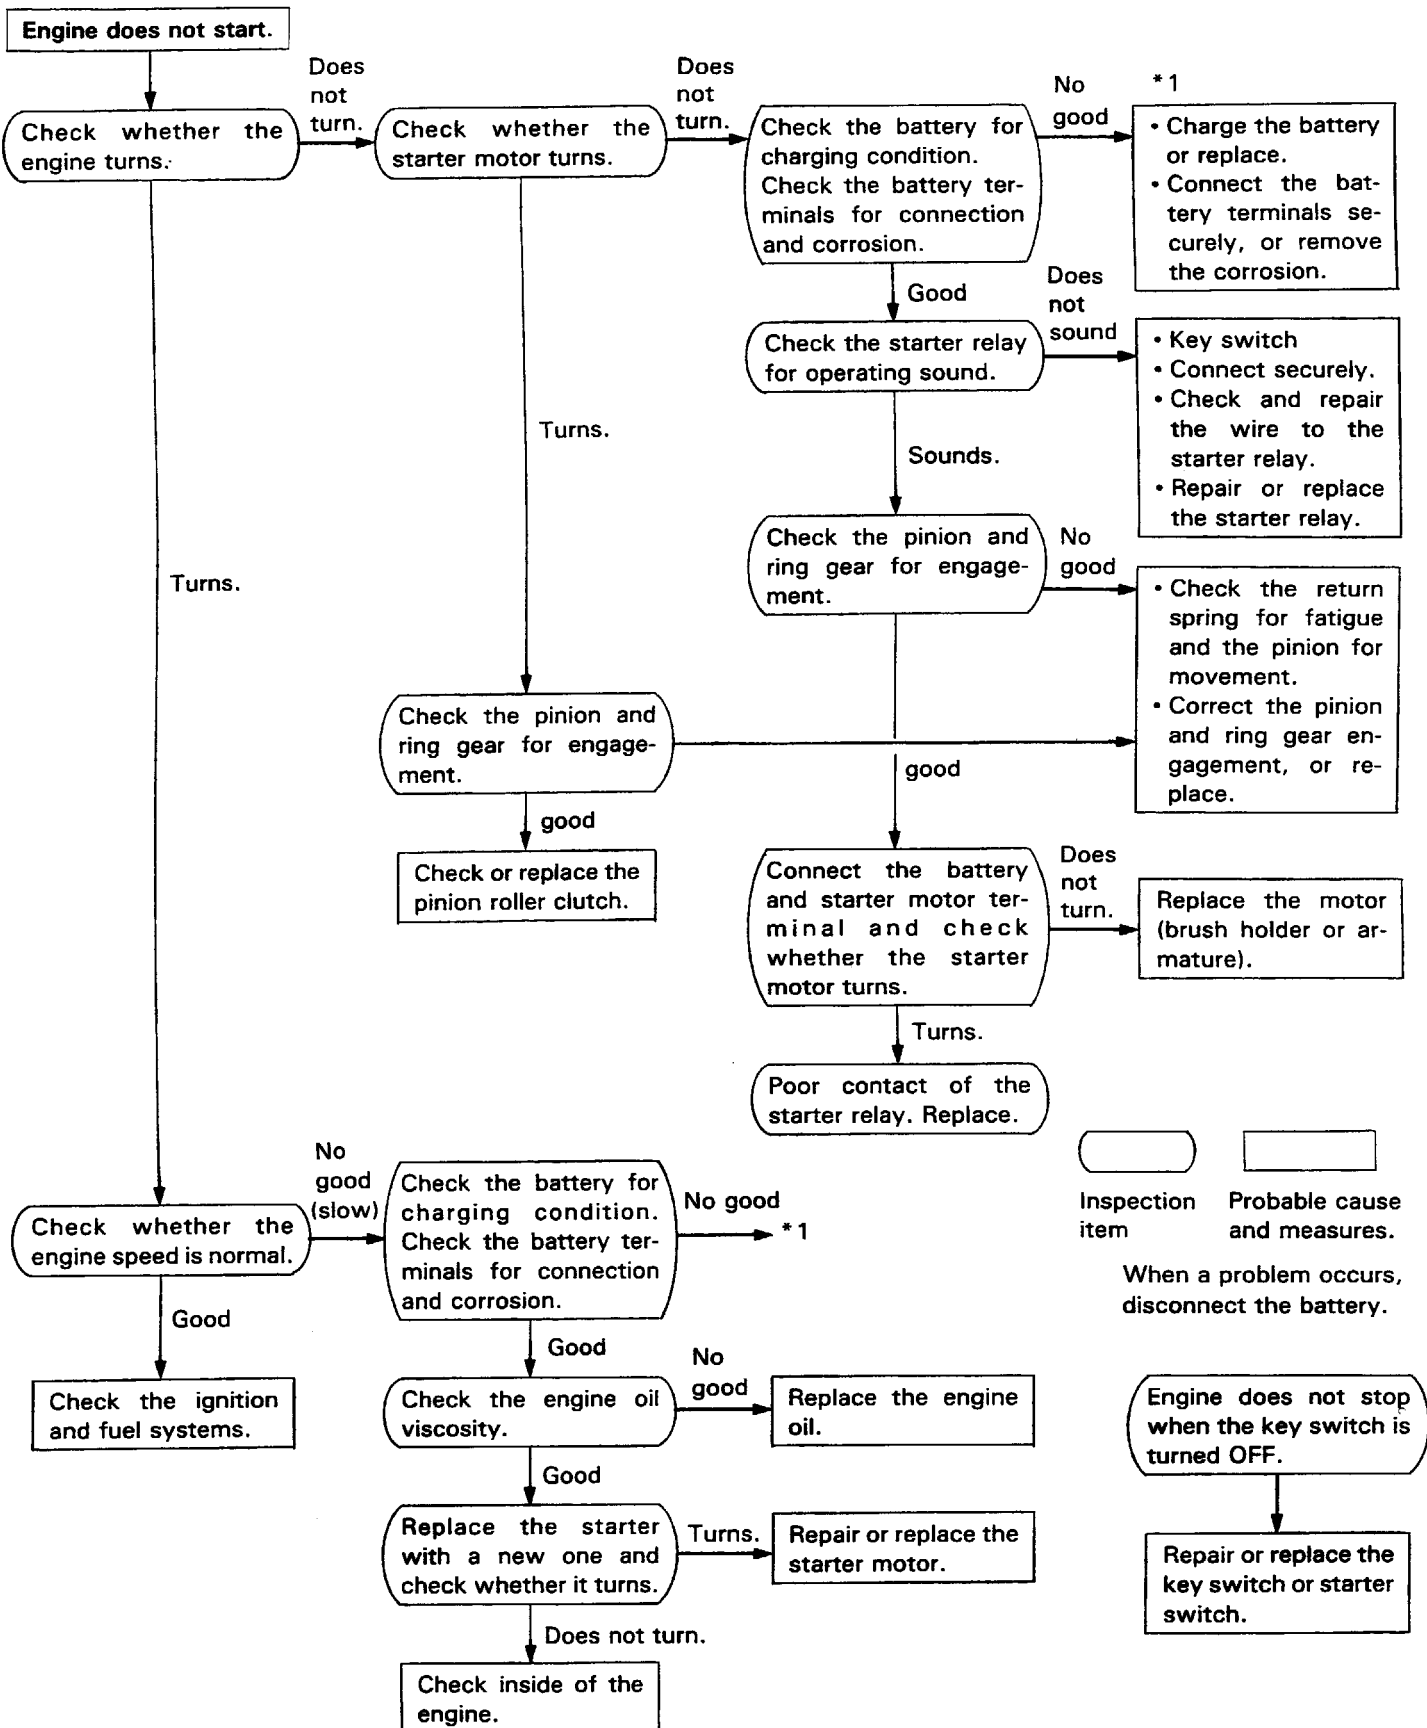 Engine does not start.
Does
not
turn.
Check whether the
engine turns.
Check whether the
starter motor turns.
Does
not
turn.
Check the battery for
charging condition.
Check the battery ter-
minals for connection
and corrosion.
No
good
*1
• Charge the battery
or replace.
• Connect the bat-
tery terminals se-
curely, or remove
the corrosion.
Good
Does
not
sound
Check the starter relay
for operating sound.
• Key switch
• Connect securely.
• Check and repair
the wire to the
starter relay.
• Repair or replace
the starter relay.
Turns.
Sounds.
Check the pinion and
ring gear for engage-
ment.
No
good
• Check the return
spring for fatigue
and the pinion for
movement.
• Correct the pinion
and ring gear en-
gagement, or re-
place.
Turns.
Check the pinion and
ring gear for engage-
ment.
good
good
Check or replace the
pinion roller clutch.
Connect the battery
and starter motor ter-
minal and check
whether the starter
motor turns.
Does
not
turn.
Replace the motor
(brush holder or ar-
mature).
Turns.
Poor contact of the
starter relay. Replace.
Inspection
item
Probable cause
and measures.
When a problem occurs,
disconnect the battery.
Check whether the
engine speed is normal.
No
good
(slow)
Check the battery for
charging condition.
Check the battery ter-
minals for connection
and corrosion.
No good
*1
Good
Check the ignition
and fuel systems.
Good
Check the engine oil
viscosity.
No
good
Replace the engine
oil.
Good
Replace the starter
with a new one and
check whether it turns.
Turns.
Repair or replace the
starter motor.
Does not turn.
Check inside of the
engine.
Engine does not stop
when the key switch is
turned OFF.
Repair or replace the
key switch or starter
switch.